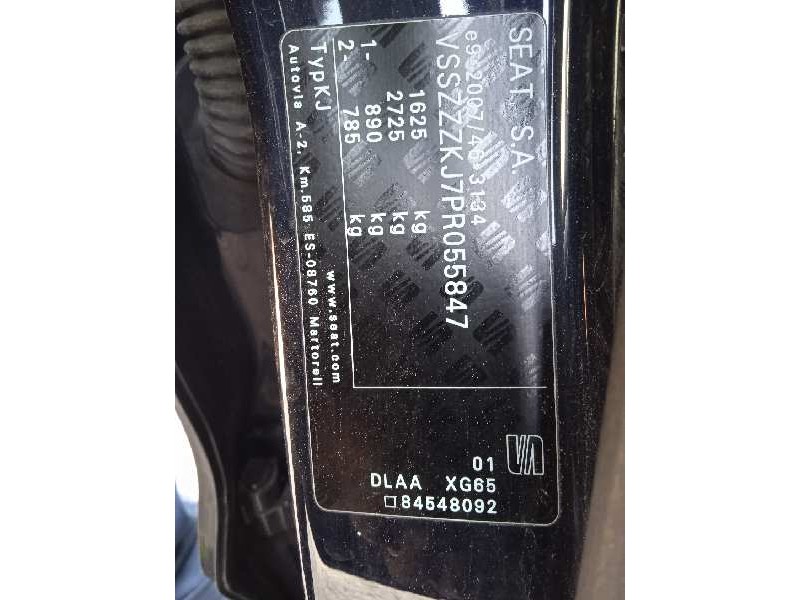 SEAT S.A.
e9*2007/46*3134
VSSZZZKJ7PR055847
1625 kg
2725 kg
1- 890 kg
2- 785 kg
TypKJ www.seat.com
Autovia A-2, Km.585 ES-08760 Martorell
01
DLAA XG65
84548092